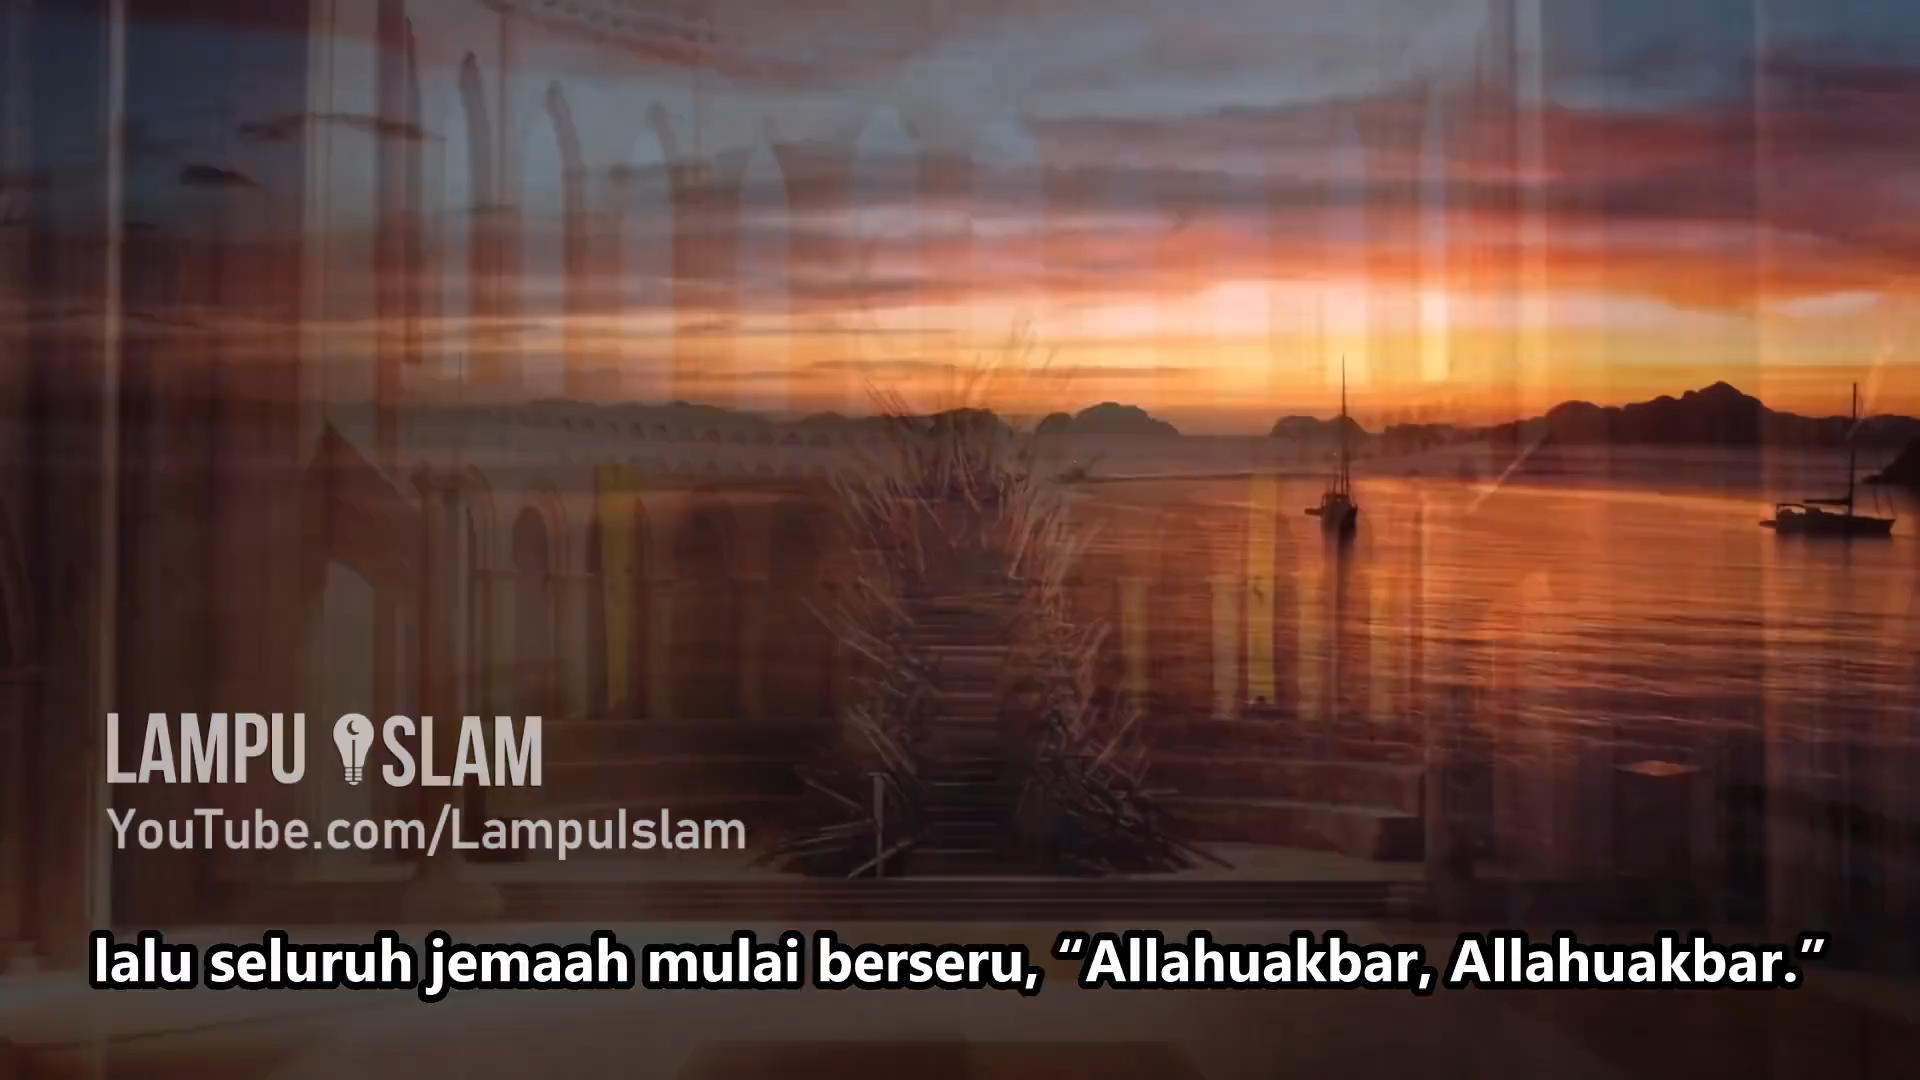 LAMPU ISLAM
YouTube.com/LampuIslam
lalu seluruh jemaah mulai berseru, “Allahuakbar, Allahuakbar.”